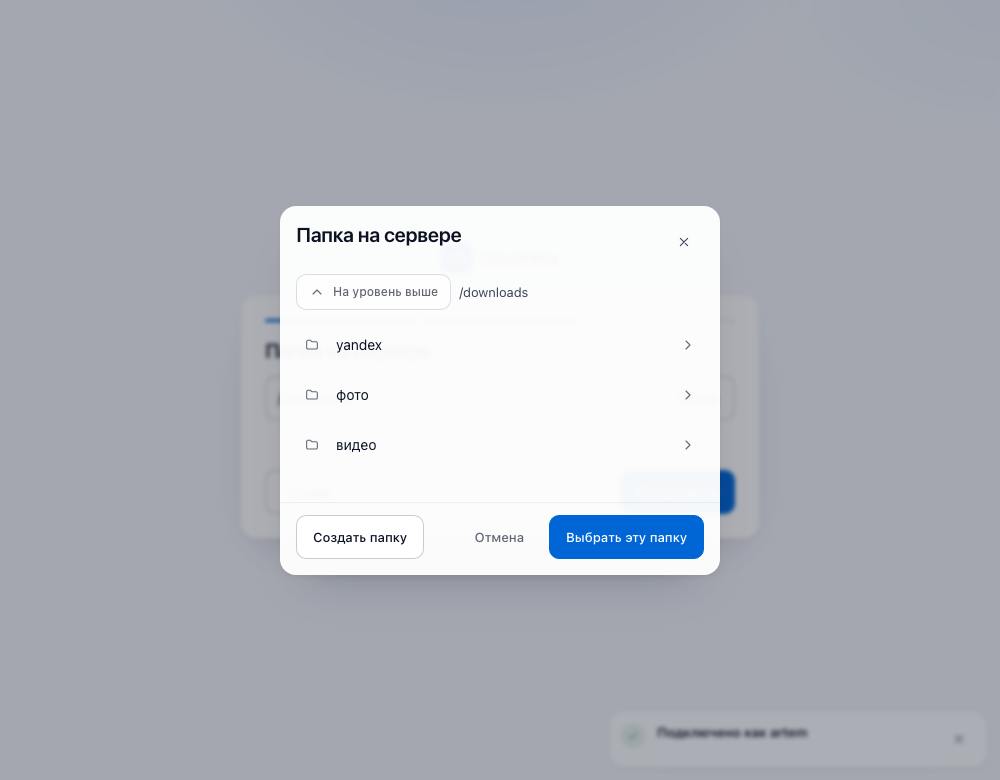 Папка на сервере
На уровень выше /downloads
yandex
фото
видео
Создать папку Отмена Выбрать эту папку
Подключено как artem